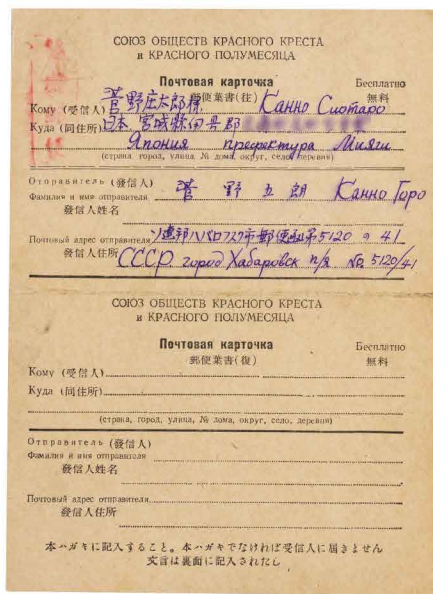 СОЮЗ ОБЩЕСТВ КРАСНОГО КРЕСТА
и КРАСНОГО ПОЛУМЕСЯЦА
Почтовая карточка
Бесплатно
郵便葉書(往)
無料
Кому (受信人) 菅野庄太郎様 Канно Сиотаро
Куда (同住所) 日本 宮城縣伊具郡
Япония префектура Мияги
(страна город, улица № дома, округ, село, деревня)
Отправитель (發信人) 菅野五朗 Канно Горо
Фамилия и имя отправителя
發信人姓名
Почтовый адрес отправителя ソ連邦ハバロフスク市郵便函第5120の41
發信人住所 СССР город Хабаровск п/я № 5120/41
СОЮЗ ОБЩЕСТВ КРАСНОГО КРЕСТА
и КРАСНОГО ПОЛУМЕСЯЦА
Почтовая карточка
Бесплатно
郵便葉書(復)
無料
Кому (受信人)
Куда (同住所)
(страна, город, улица, № дома, округ, село, деревня)
Отправитель (發信人)
Фамилия и имя отправителя
發信人姓名
Почтовый адрес отправителя
發信人住所
本ハガキに記入すること。本ハガキでなければ受信人に届きません
文言は裏面に記入されたし